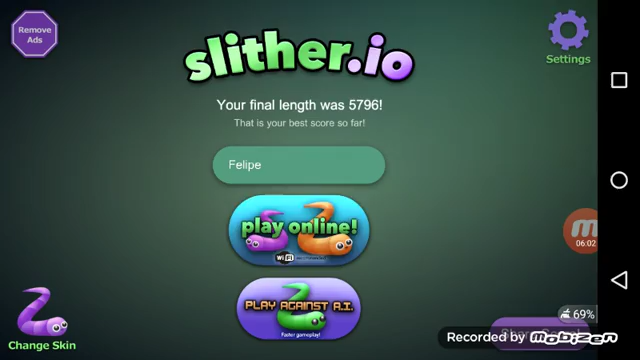 Remove
Ads
slither.io
Settings
Your final length was 5796!
That is your best score so far!
Felipe
play online!
WiFi
PLAY AGAINST A.I.
Faster gameplay!
06:02
69%
Change Skin
Recorded by mobizen